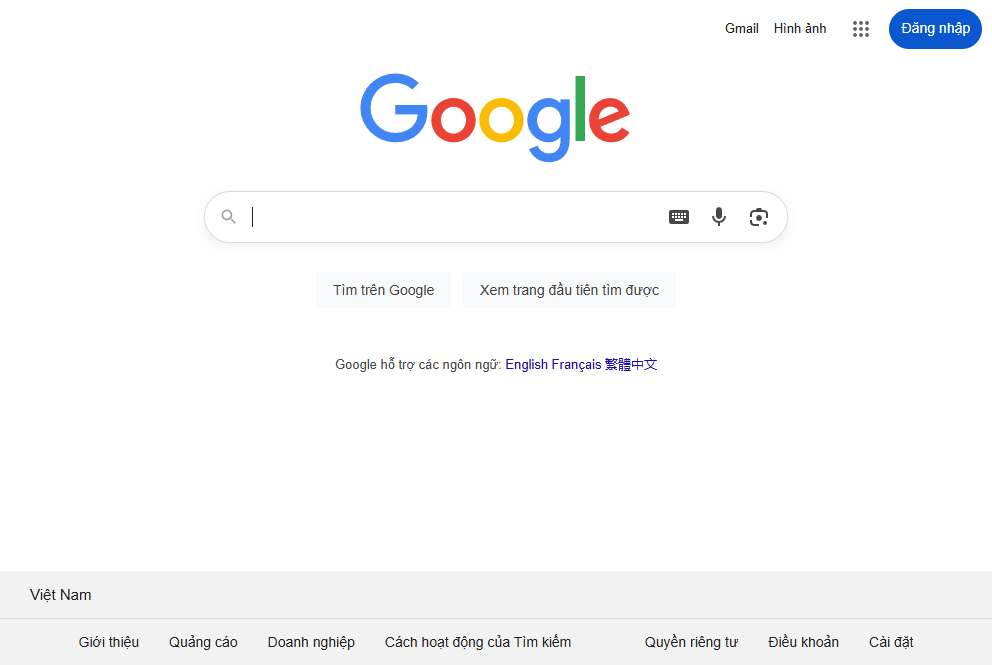 Gmail Hình ảnh Đăng nhập
Google
Tìm trên Google Xem trang đầu tiên tìm được
Google hỗ trợ các ngôn ngữ: English Français 繁體中文
Việt Nam
Giới thiệu Quảng cáo Doanh nghiệp Cách hoạt động của Tìm kiếm Quyền riêng tư Điều khoản Cài đặt